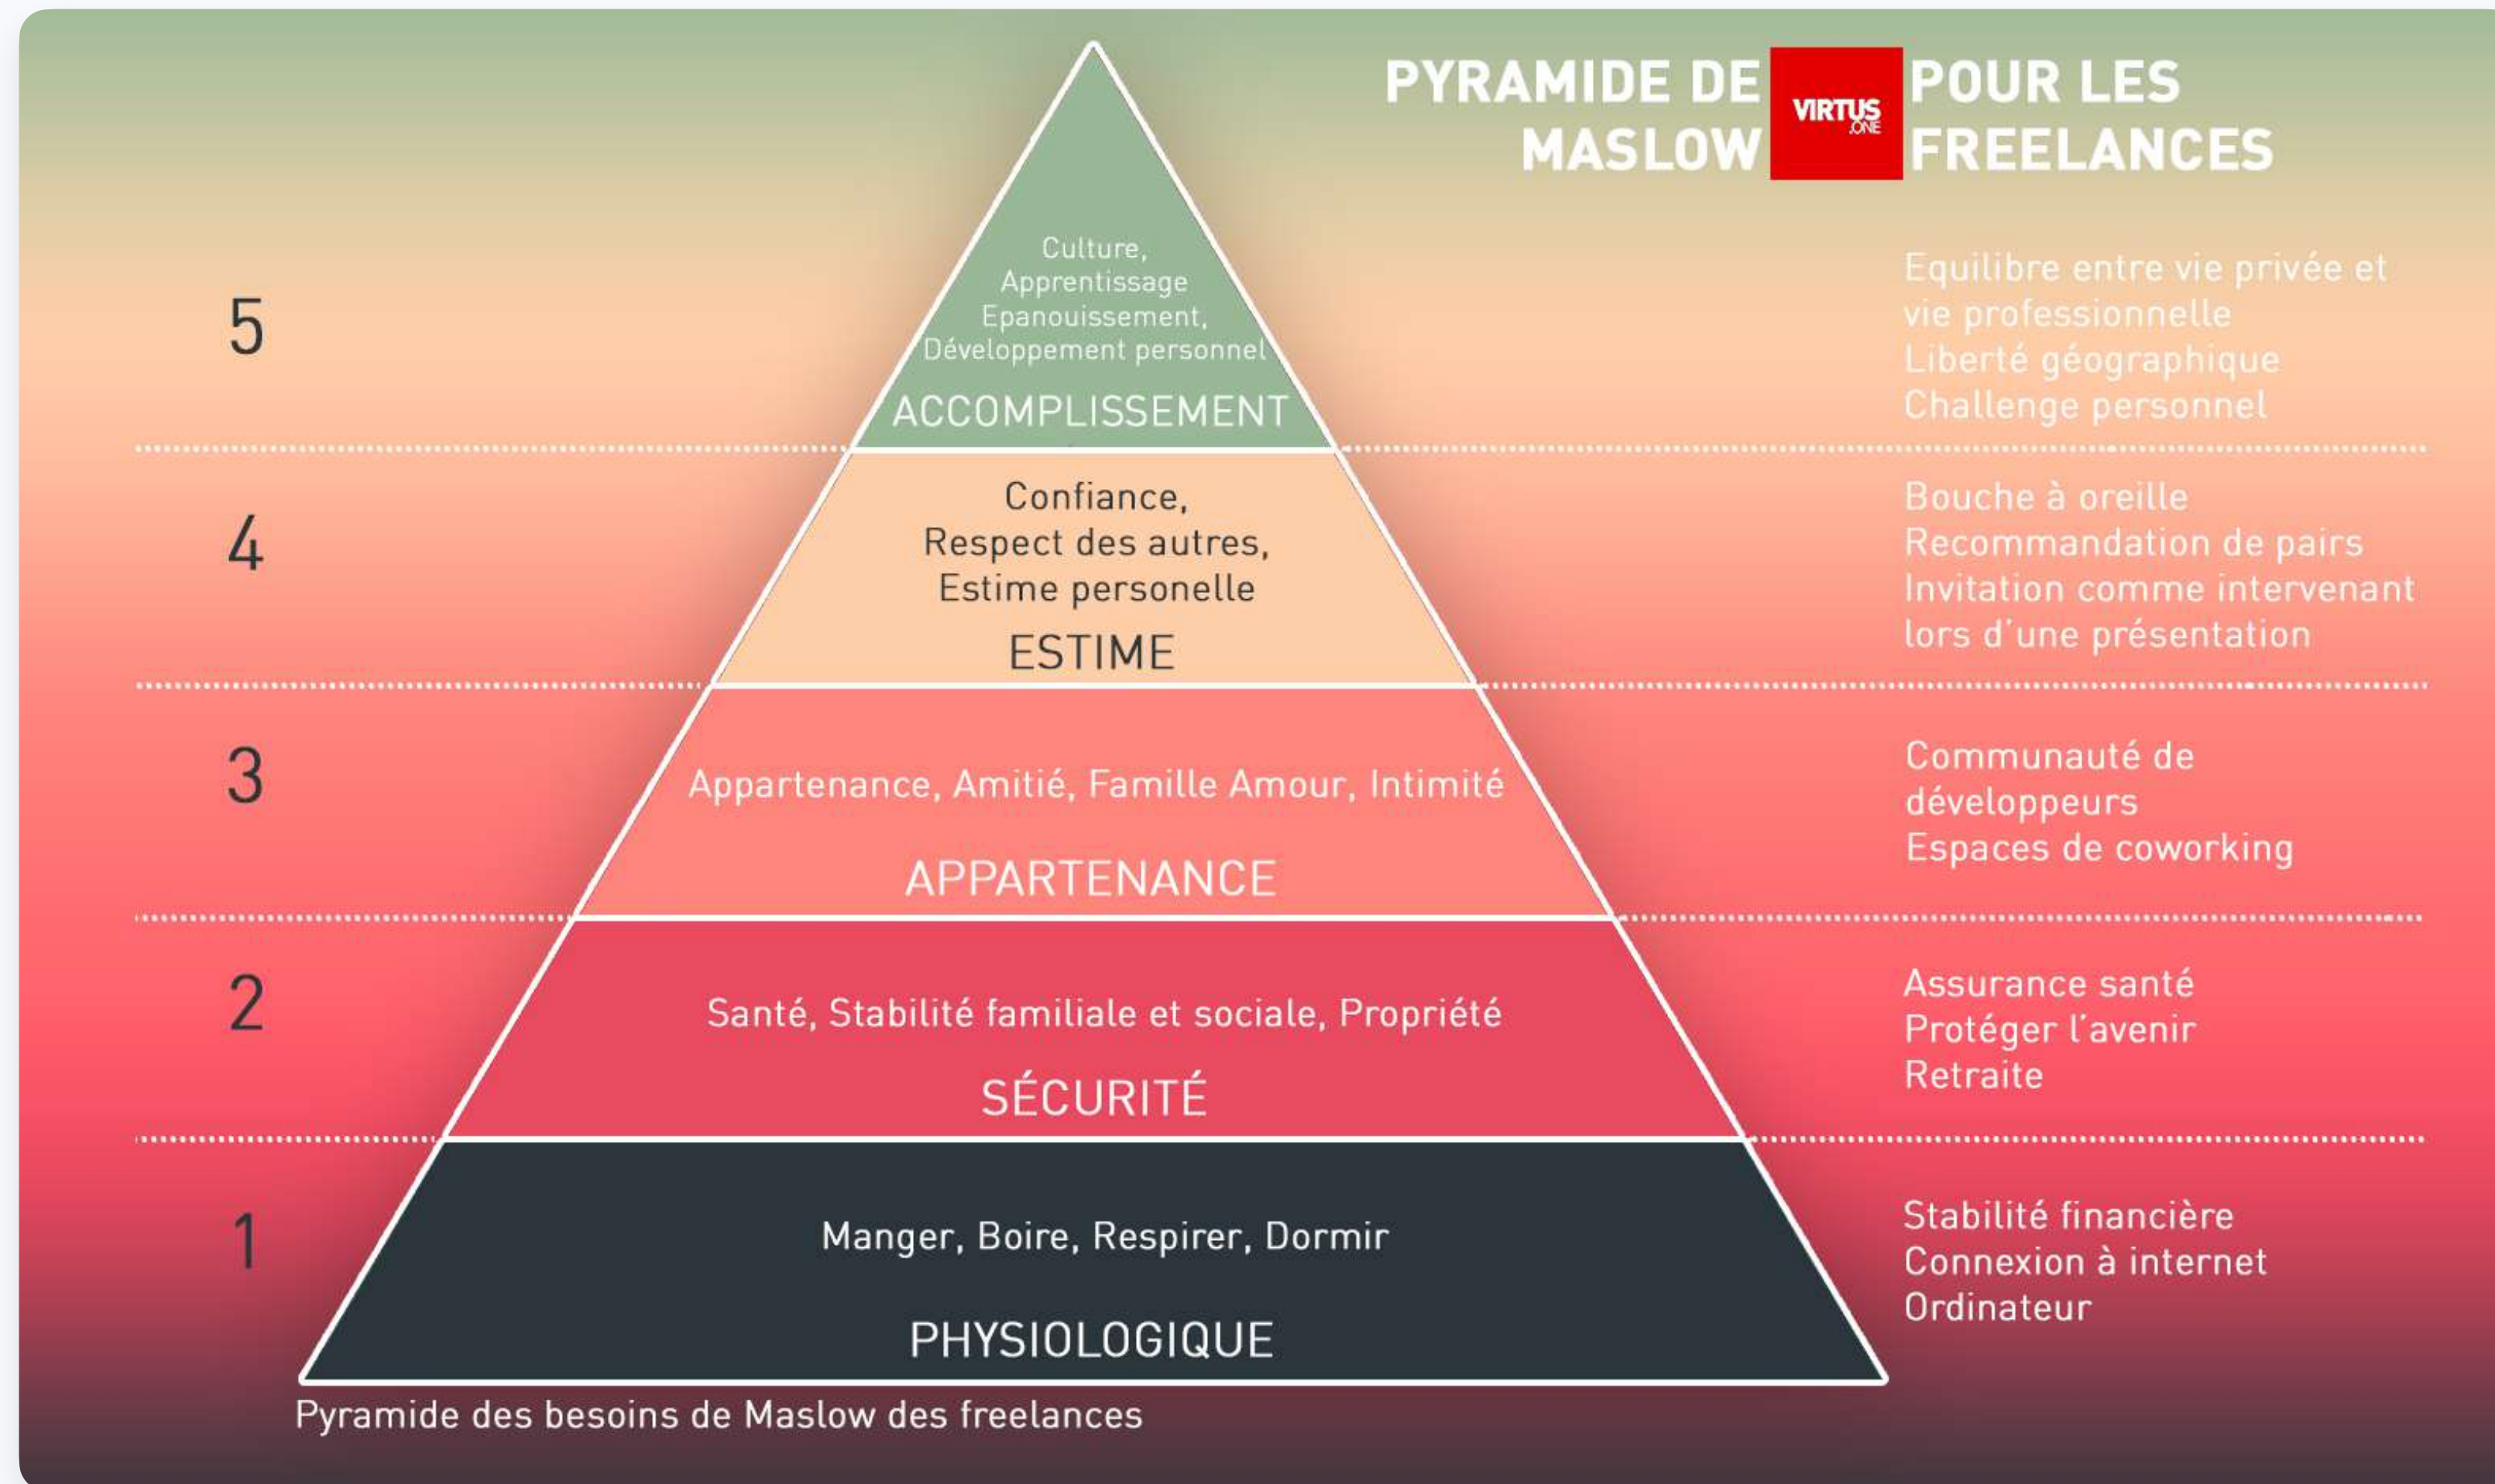 PYRAMIDE DE
MASLOW
VIRTUS
.ONE
POUR LES
FREELANCES
5
Culture,
Apprentissage
Epanouissement,
Développement personnel
ACCOMPLISSEMENT
Equilibre entre vie privée et
vie professionnelle
Liberté géographique
Challenge personnel
4
Confiance,
Respect des autres,
Estime personelle
ESTIME
Bouche à oreille
Recommandation de pairs
Invitation comme intervenant
lors d'une présentation
3
Appartenance, Amitié, Famille Amour, Intimité
APPARTENANCE
Communauté de
développeurs
Espaces de coworking
2
Santé, Stabilité familiale et sociale, Propriété
SÉCURITÉ
Assurance santé
Protéger l'avenir
Retraite
1
Manger, Boire, Respirer, Dormir
PHYSIOLOGIQUE
Stabilité financière
Connexion à internet
Ordinateur
Pyramide des besoins de Maslow des freelances